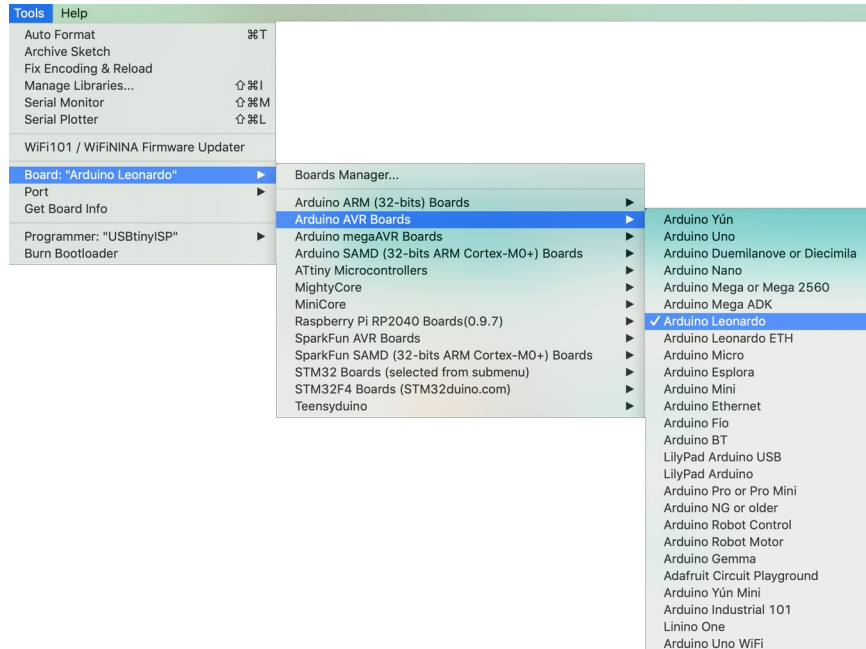 Tools Help
Auto Format ⌘T
Archive Sketch
Fix Encoding & Reload
Manage Libraries... ⇧⌘I
Serial Monitor ⇧⌘M
Serial Plotter ⇧⌘L
WiFi101 / WiFiNINA Firmware Updater
Board: "Arduino Leonardo"
Port
Get Board Info
Programmer: "USBtinyISP"
Burn Bootloader
Boards Manager...
Arduino ARM (32-bits) Boards
Arduino AVR Boards
Arduino megaAVR Boards
Arduino SAMD (32-bits ARM Cortex-M0+) Boards
ATtiny Microcontrollers
MightyCore
MiniCore
Raspberry Pi RP2040 Boards(0.9.7)
SparkFun AVR Boards
SparkFun SAMD (32-bits ARM Cortex-M0+) Boards
STM32 Boards (selected from submenu)
STM32F4 Boards (STM32duino.com)
Teensyduino
Arduino Yún
Arduino Uno
Arduino Duemilanove or Diecimila
Arduino Nano
Arduino Mega or Mega 2560
Arduino Mega ADK
✓ Arduino Leonardo
Arduino Leonardo ETH
Arduino Micro
Arduino Esplora
Arduino Mini
Arduino Ethernet
Arduino Fio
Arduino BT
LilyPad Arduino USB
LilyPad Arduino
Arduino Pro or Pro Mini
Arduino NG or older
Arduino Robot Control
Arduino Robot Motor
Arduino Gemma
Adafruit Circuit Playground
Arduino Yún Mini
Arduino Industrial 101
Linino One
Arduino Uno WiFi